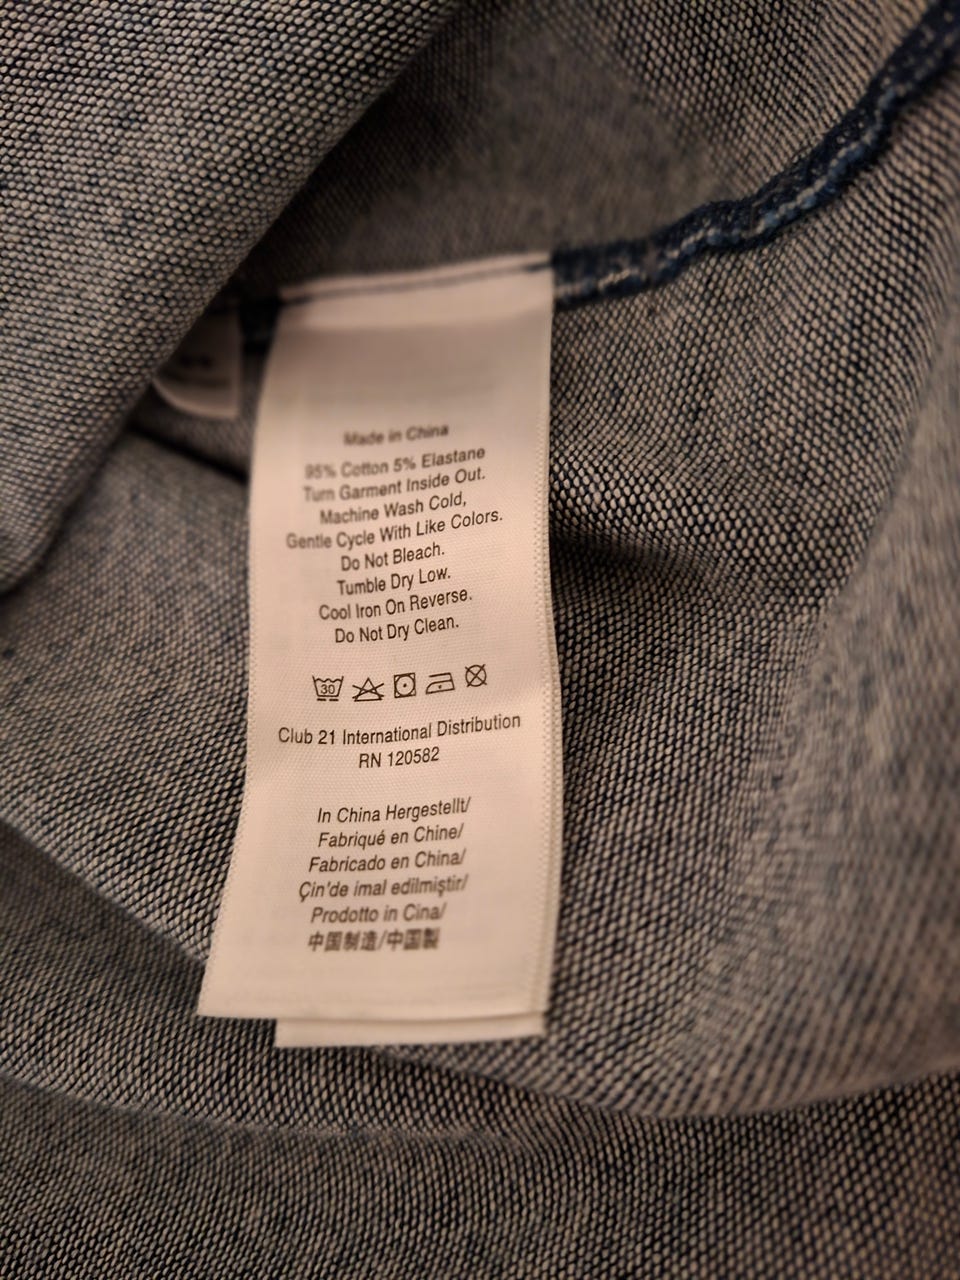 Made in China
95% Cotton 5% Elastane
Turn Garment Inside Out.
Machine Wash Cold,
Gentle Cycle With Like Colors.
Do Not Bleach.
Tumble Dry Low.
Cool Iron On Reverse.
Do Not Dry Clean.
30
Club 21 International Distribution
RN 120582
In China Hergestellt/
Fabriqué en Chine/
Fabricado en China/
Çin'de imal edilmiştir/
Prodotto in Cina/
中国制造/中国製